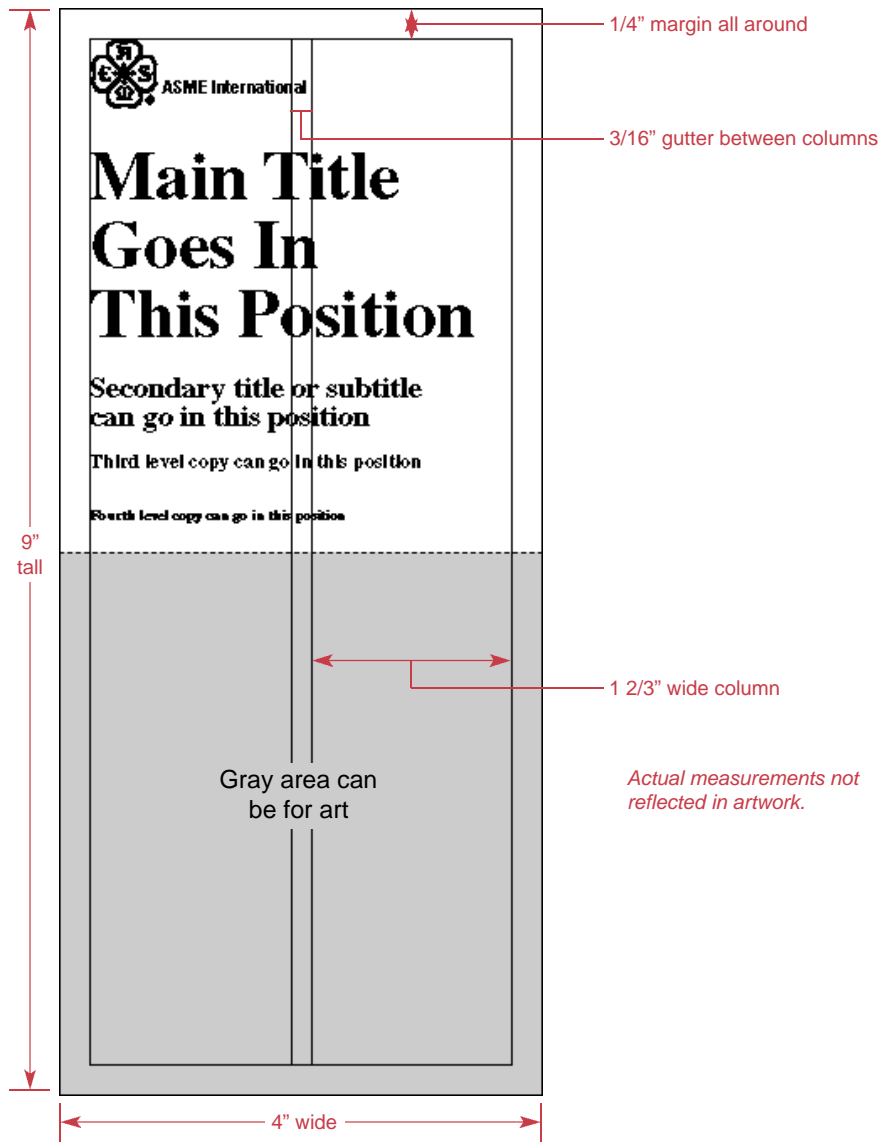 1/4” margin all around
ASME International
3/16” gutter between columns
Main Title
Goes In
This Position
Secondary title or subtitle
can go in this position
Third level copy can go in this position
Fourth level copy can go in this position
9”
tall
1 2/3” wide column
Gray area can
be for art
Actual measurements not
reflected in artwork.
4” wide